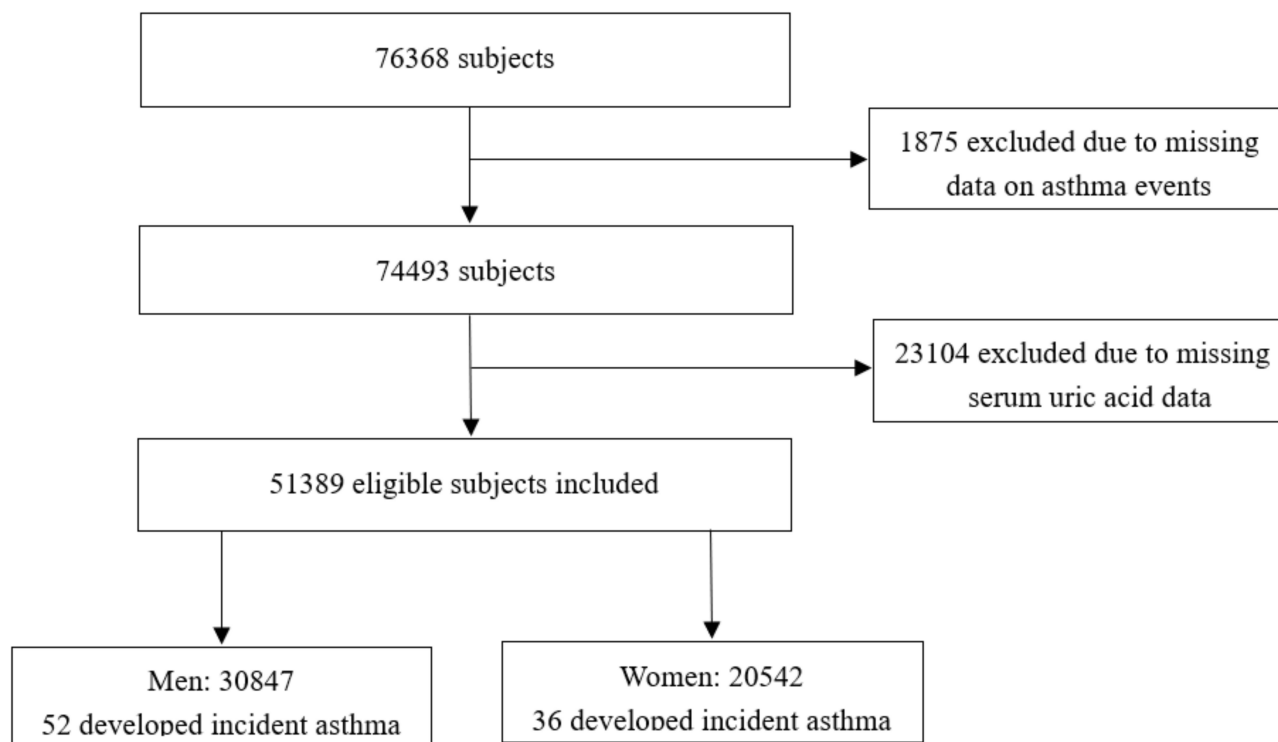 76368 subjects
1875 excluded due to missing
data on asthma events
74493 subjects
23104 excluded due to missing
serum uric acid data
51389 eligible subjects included
Men: 30847
52 developed incident asthma
Women: 20542
36 developed incident asthma